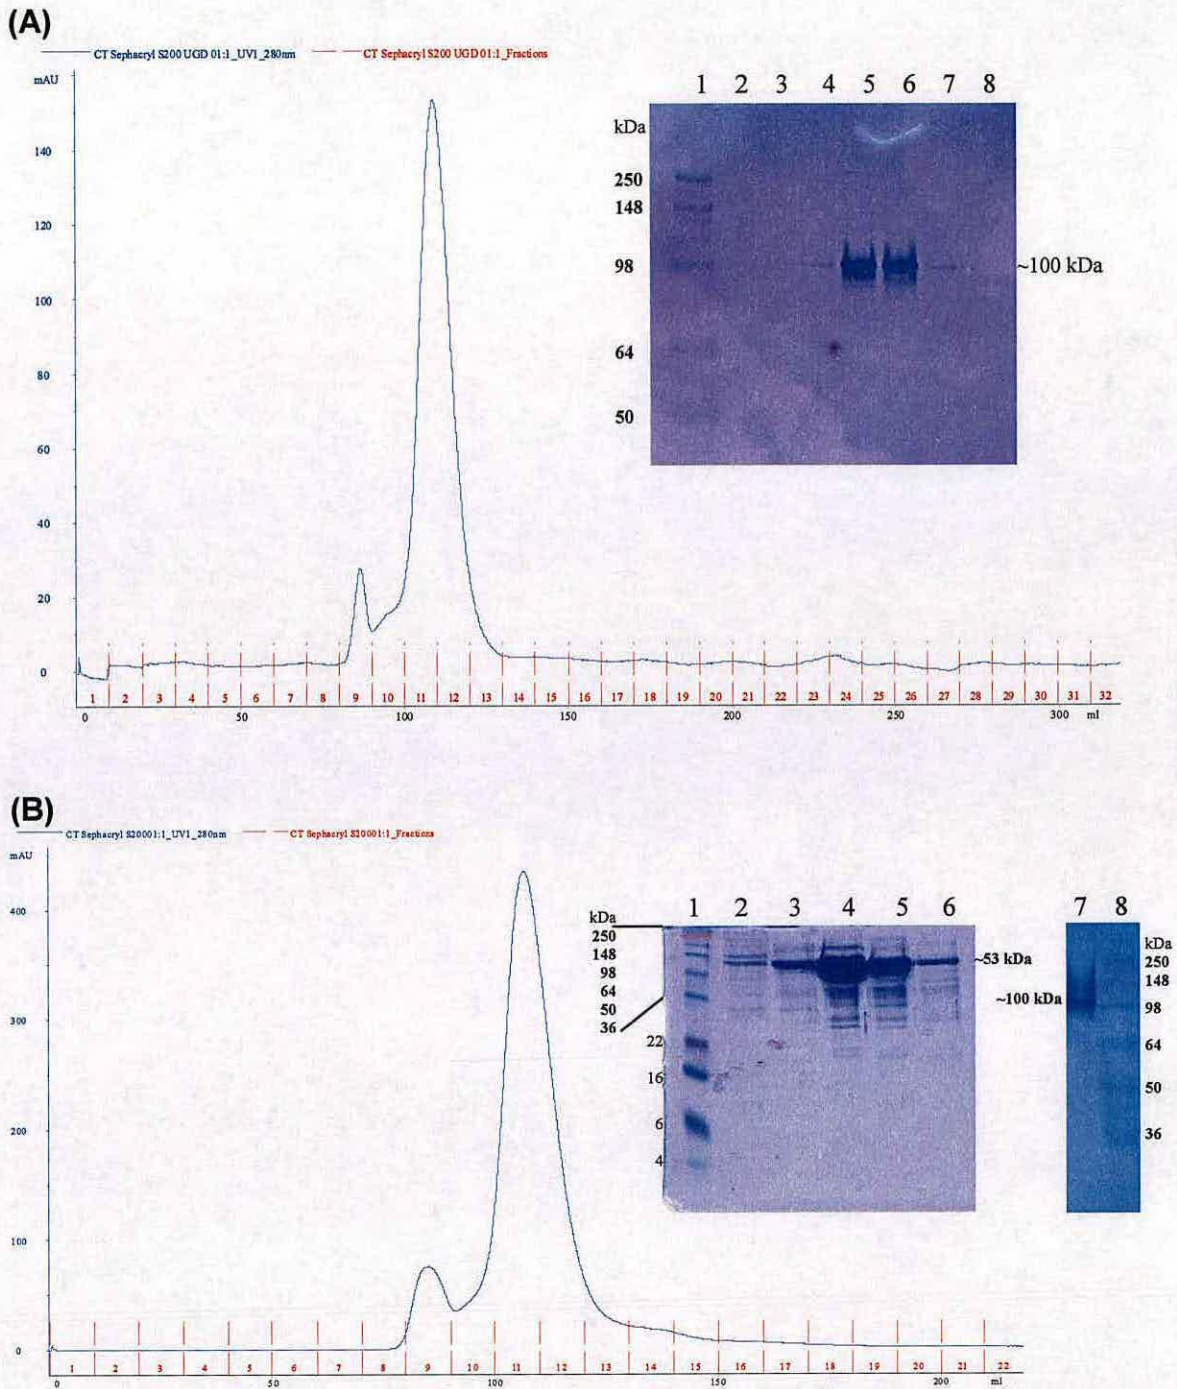 (A)
CT Sephacryl S200 UGD 01:1_UV1_280nm CT Sephacryl S200 UGD 01:1_Fractions
mAU
140
120
100
80
60
40
20
0
1 2 3 4 5 6 7 8 9 10 11 12 13 14 15 16 17 18 19 20 21 22 23 24 25 26 27 28 29 30 31 32
0 50 100 150 200 250 300 ml
1 2 3 4 5 6 7 8
kDa
250
148
98
64
50
~100 kDa
(B)
CT Sephacryl S20001:1_UV1_280nm CT Sephacryl S20001:1_Fractions
mAU
400
300
200
100
0
1 2 3 4 5 6 7 8 9 10 11 12 13 14 15 16 17 18 19 20 21 22
0 50 100 150 200 ml
1 2 3 4 5 6
kDa
250
148
98
64
50
36
22
16
6
4
~53 kDa
7 8
~100 kDa
kDa
250
148
98
64
50
36